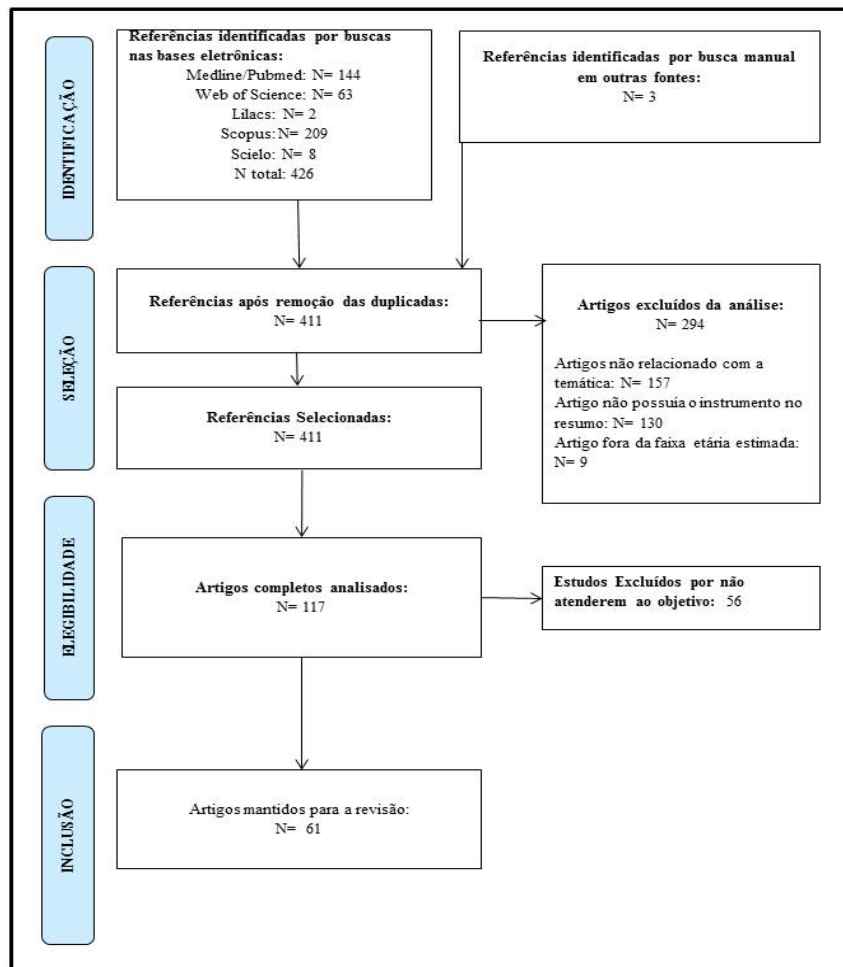 IDENTIFICAÇÃO
Referências identificadas por buscas
nas bases eletrônicas:
Medline/Pubmed: N= 144
Web of Science: N= 63
Lilacs: N= 2
Scopus: N= 209
Scielo: N= 8
N total: 426
Referências identificadas por busca manual
em outras fontes:
N= 3
SELEÇÃO
Referências após remoção das duplicadas:
N= 411
Artigos excluídos da análise:
N= 294
Artigos não relacionado com a
temática: N= 157
Artigo não possuia o instrumento no
resumo: N= 130
Artigo fora da faixa etária estimada:
N= 9
Referências Selecionadas:
N= 411
ELEGIBILIDADE
Artigos completos analisados:
N= 117
Estudos Excluídos por não
atenderem ao objetivo: 56
INCLUSÃO
Artigos mantidos para a revisão:
N= 61